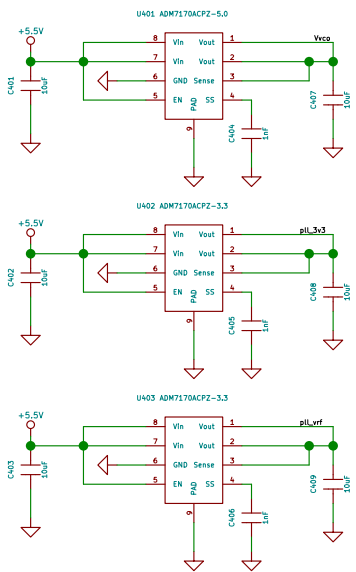 U401 ADM7170ACPZ-5.0
+5.5V
8 Vin Vout 1 Vvco
7 Vin Vout 2
6 GND Sense 3
5 EN SS 4
PAD
9
C401 10uF
C404 1nF
C407 10uF
U402 ADM7170ACPZ-3.3
+5.5V
8 Vin Vout 1 pll_3v3
7 Vin Vout 2
6 GND Sense 3
5 EN SS 4
PAD
9
C402 10uF
C405 1nF
C408 10uF
U403 ADM7170ACPZ-3.3
+5.5V
8 Vin Vout 1 pll_vrf
7 Vin Vout 2
6 GND Sense 3
5 EN SS 4
PAD
9
C403 10uF
C406 1nF
C409 10uF